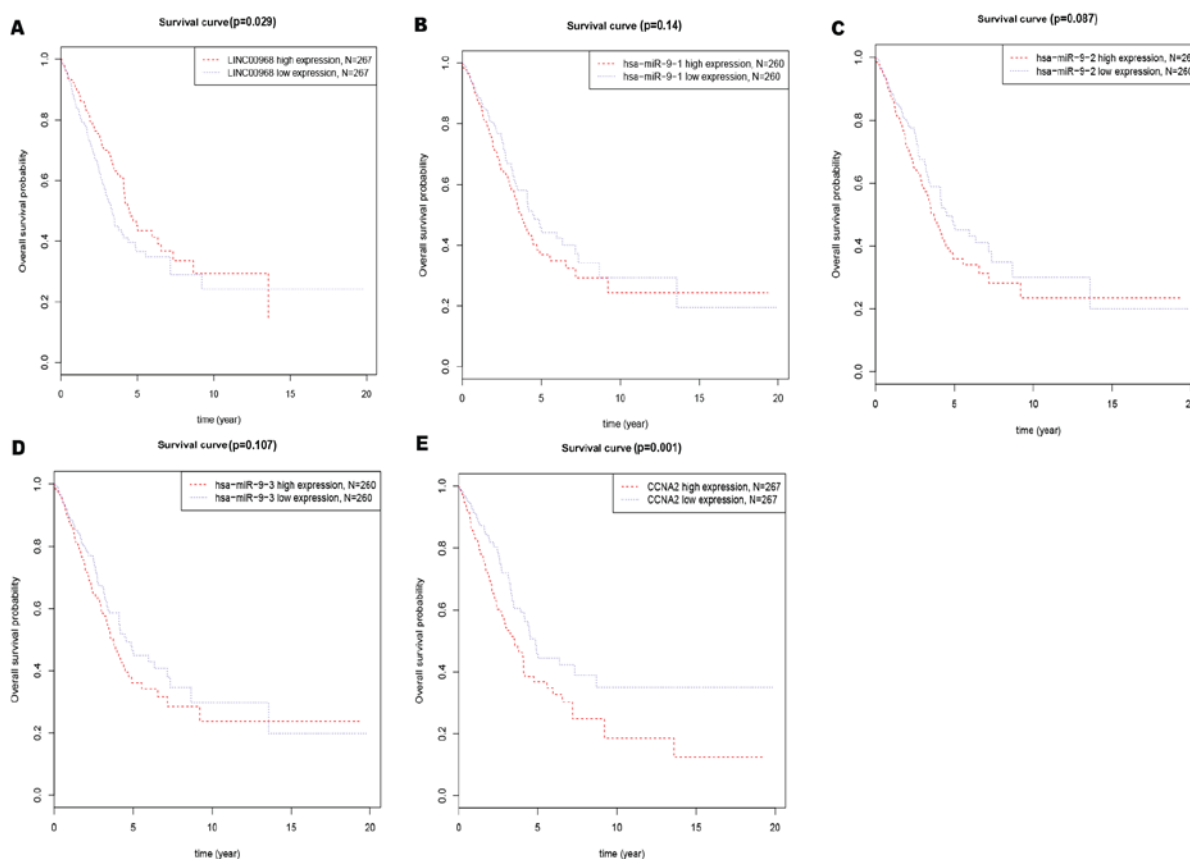 A
Survival curve(p=0.029)
LINC00968 high expression, N=267
LINC00968 low expression, N=267
Overall survival probability
1.0
0.8
0.6
0.4
0.2
0.0
0 5 10 15 20
time (year)
B
Survival curve (p=0.14)
hsa-miR-9-1 high expression, N=260
hsa-miR-9-1 low expression, N=260
Overall survival probability
1.0
0.8
0.6
0.4
0.2
0.0
0 5 10 15 20
time (year)
C
Survival curve (p=0.087)
hsa-miR-9-2 high expression, N=26
hsa-miR-9-2 low expression, N=260
Overall survival probability
1.0
0.8
0.6
0.4
0.2
0.0
0 5 10 15 20
time (year)
D
Survival curve (p=0.107)
hsa-miR-9-3 high expression, N=260
hsa-miR-9-3 low expression, N=260
Overall survival probability
1.0
0.8
0.6
0.4
0.2
0.0
0 5 10 15 20
time (year)
E
Survival curve (p=0.001)
CCNA2 high expression, N=267
CCNA2 low expression, N=267
Overall survival probability
1.0
0.8
0.6
0.4
0.2
0.0
0 5 10 15 20
time (year)